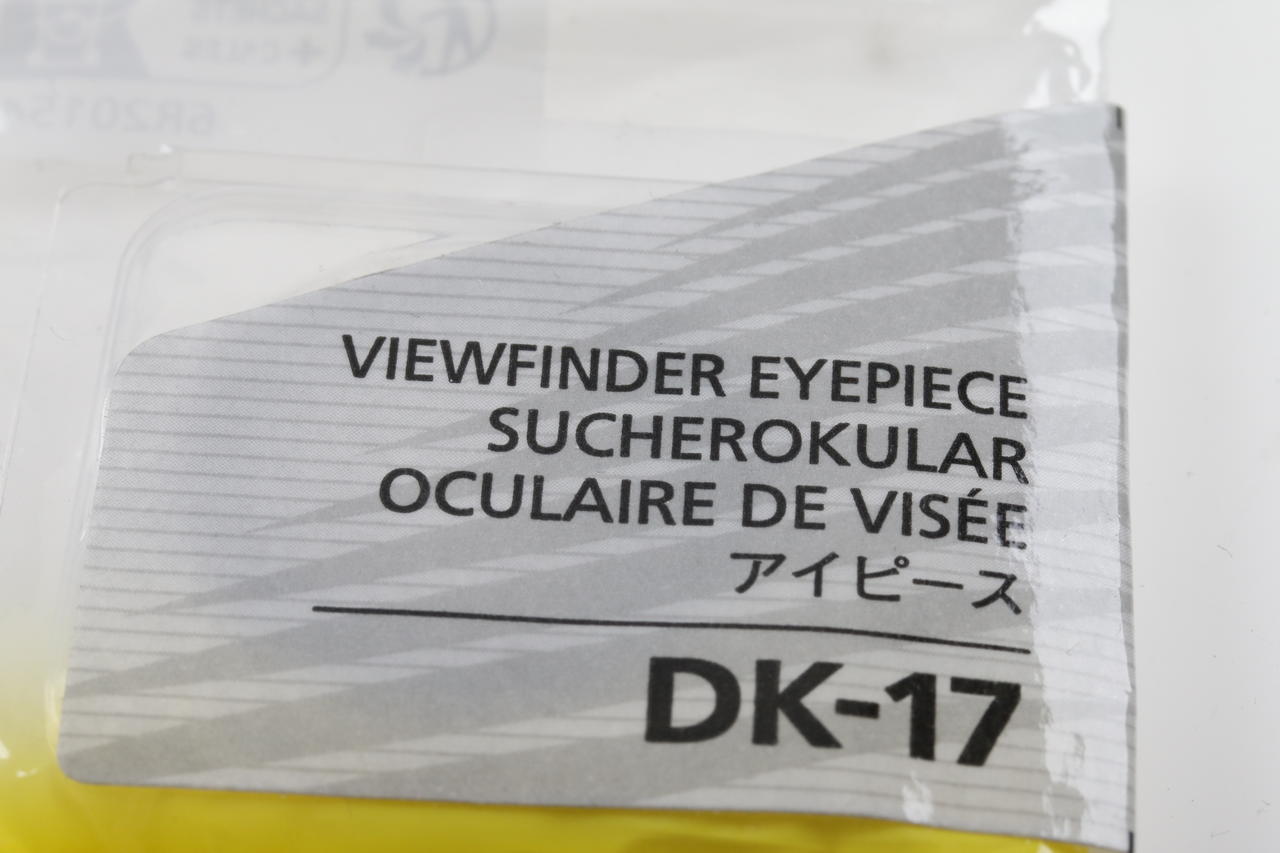 VIEWFINDER EYEPIECE
SUCHEROKULAR
OCULAIRE DE VISÉE
アイピース
DK-17